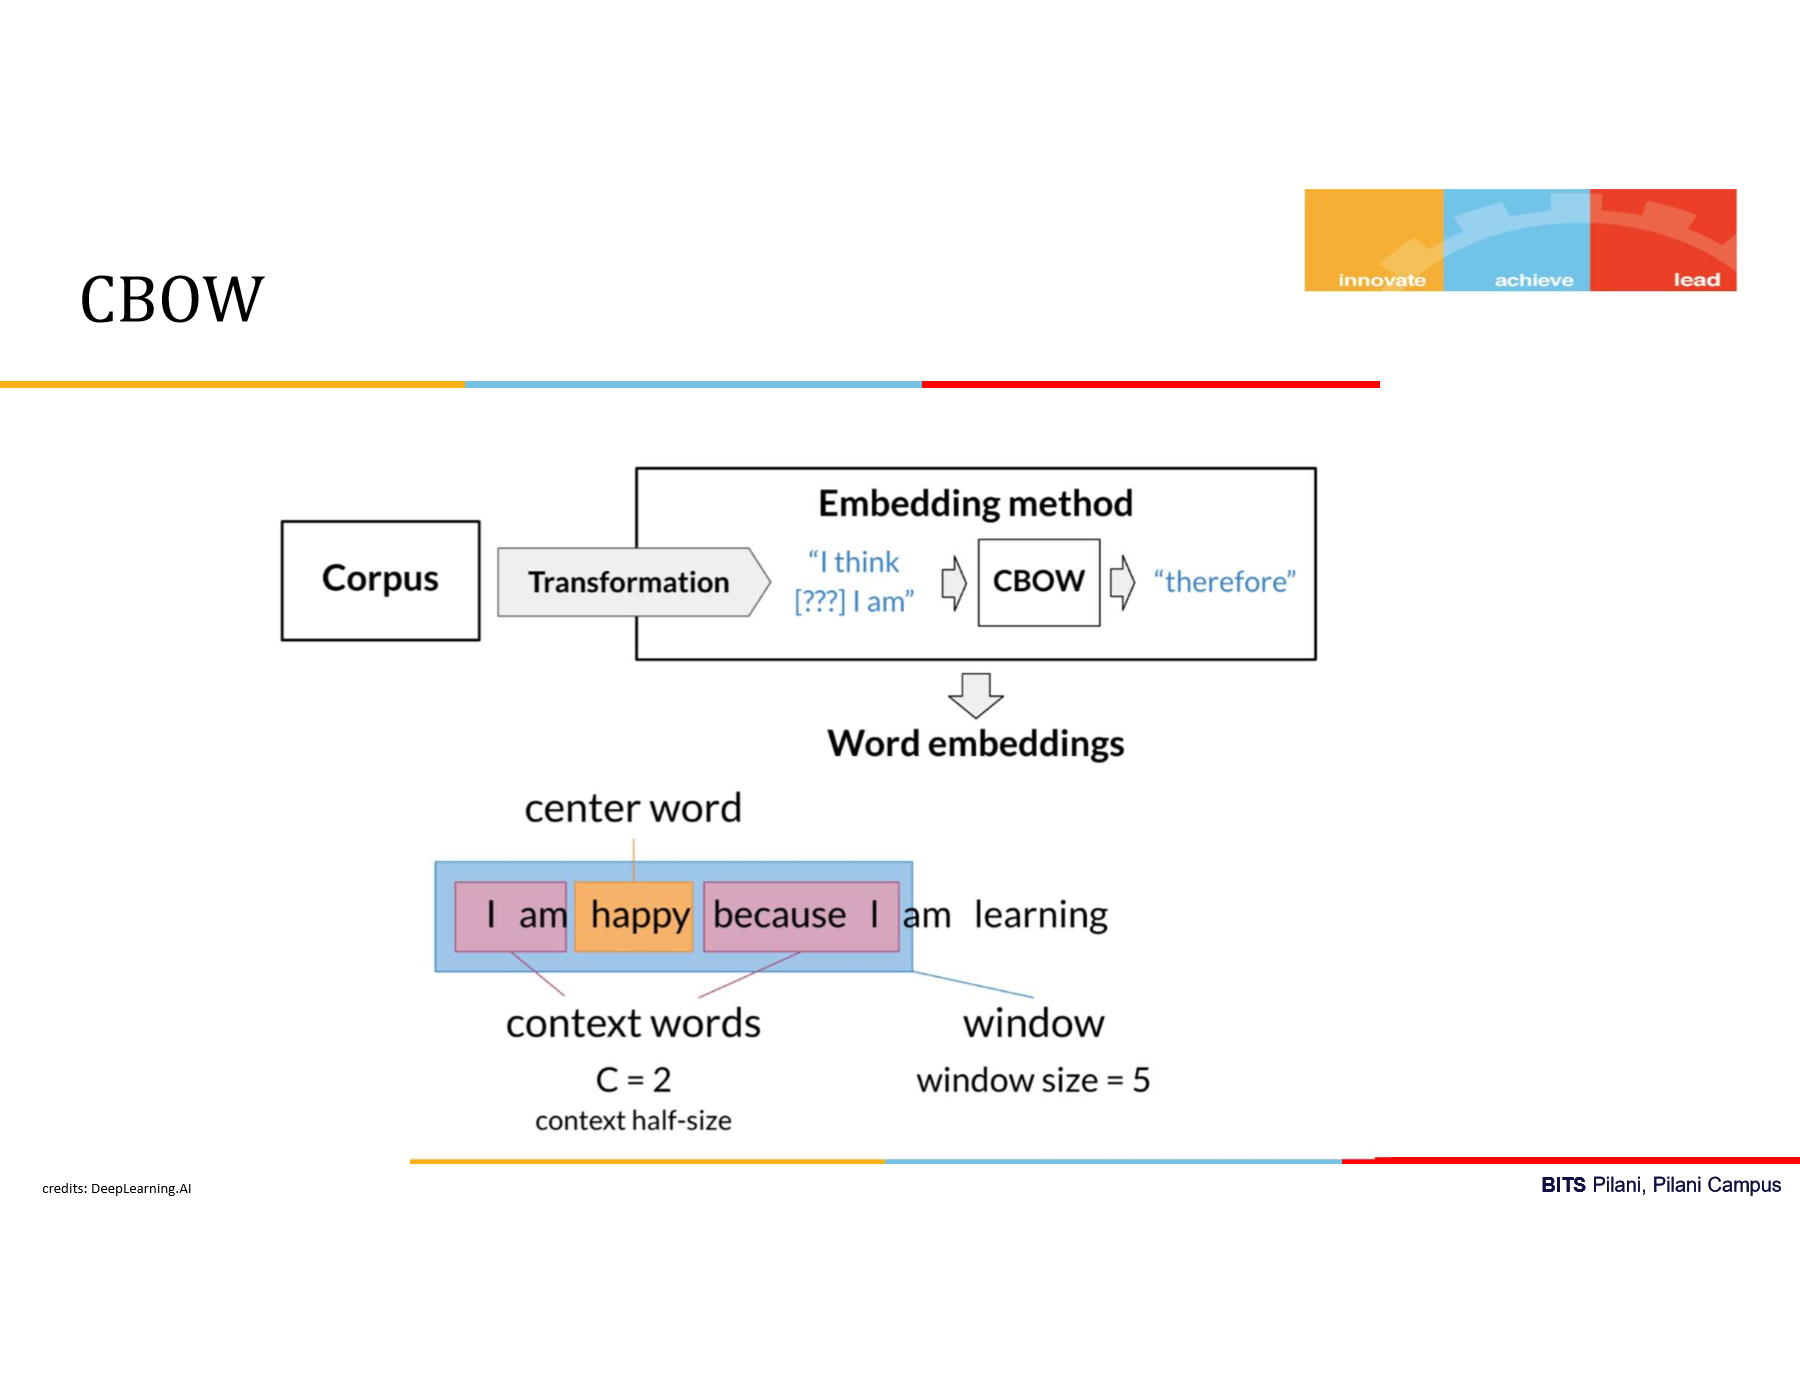 innovate achieve lead
CBOW
Embedding method
Corpus
Transformation
“I think
[???] I am”
CBOW
“therefore”
Word embeddings
center word
I am happy because I am learning
context words
window
C = 2
window size = 5
context half-size
credits: DeepLearning.AI
BITS Pilani, Pilani Campus